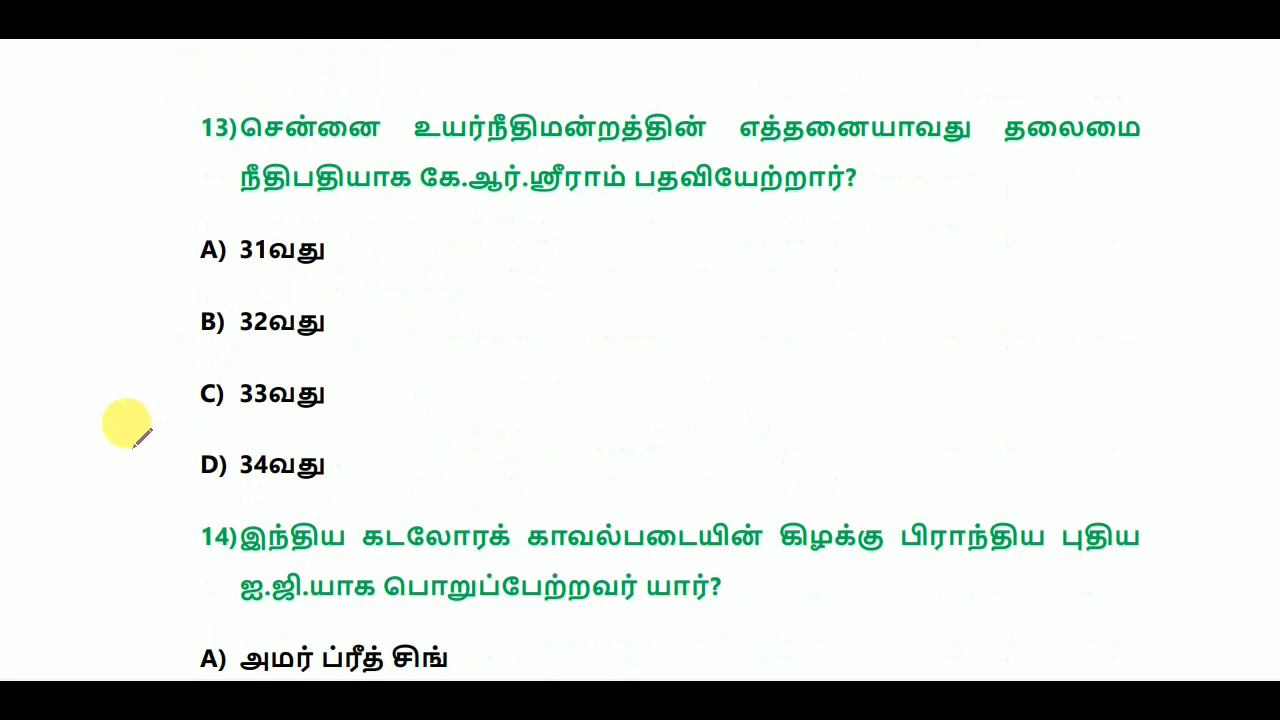 13) சென்னை உயர்நீதிமன்றத்தின் எத்தனையாவது தலைமை
நீதிபதியாக கே.ஆர்.ஶ்ரீராம் பதவியேற்றார்?
A) 31வது
B) 32வது
C) 33வது
D) 34வது
14) இந்திய கடலோரக் காவல்படையின் கிழக்கு பிராந்திய புதிய
ஐ.ஜி.யாக பொறுப்பேற்றவர் யார்?
A) அமர் ப்ரீத் சிங்